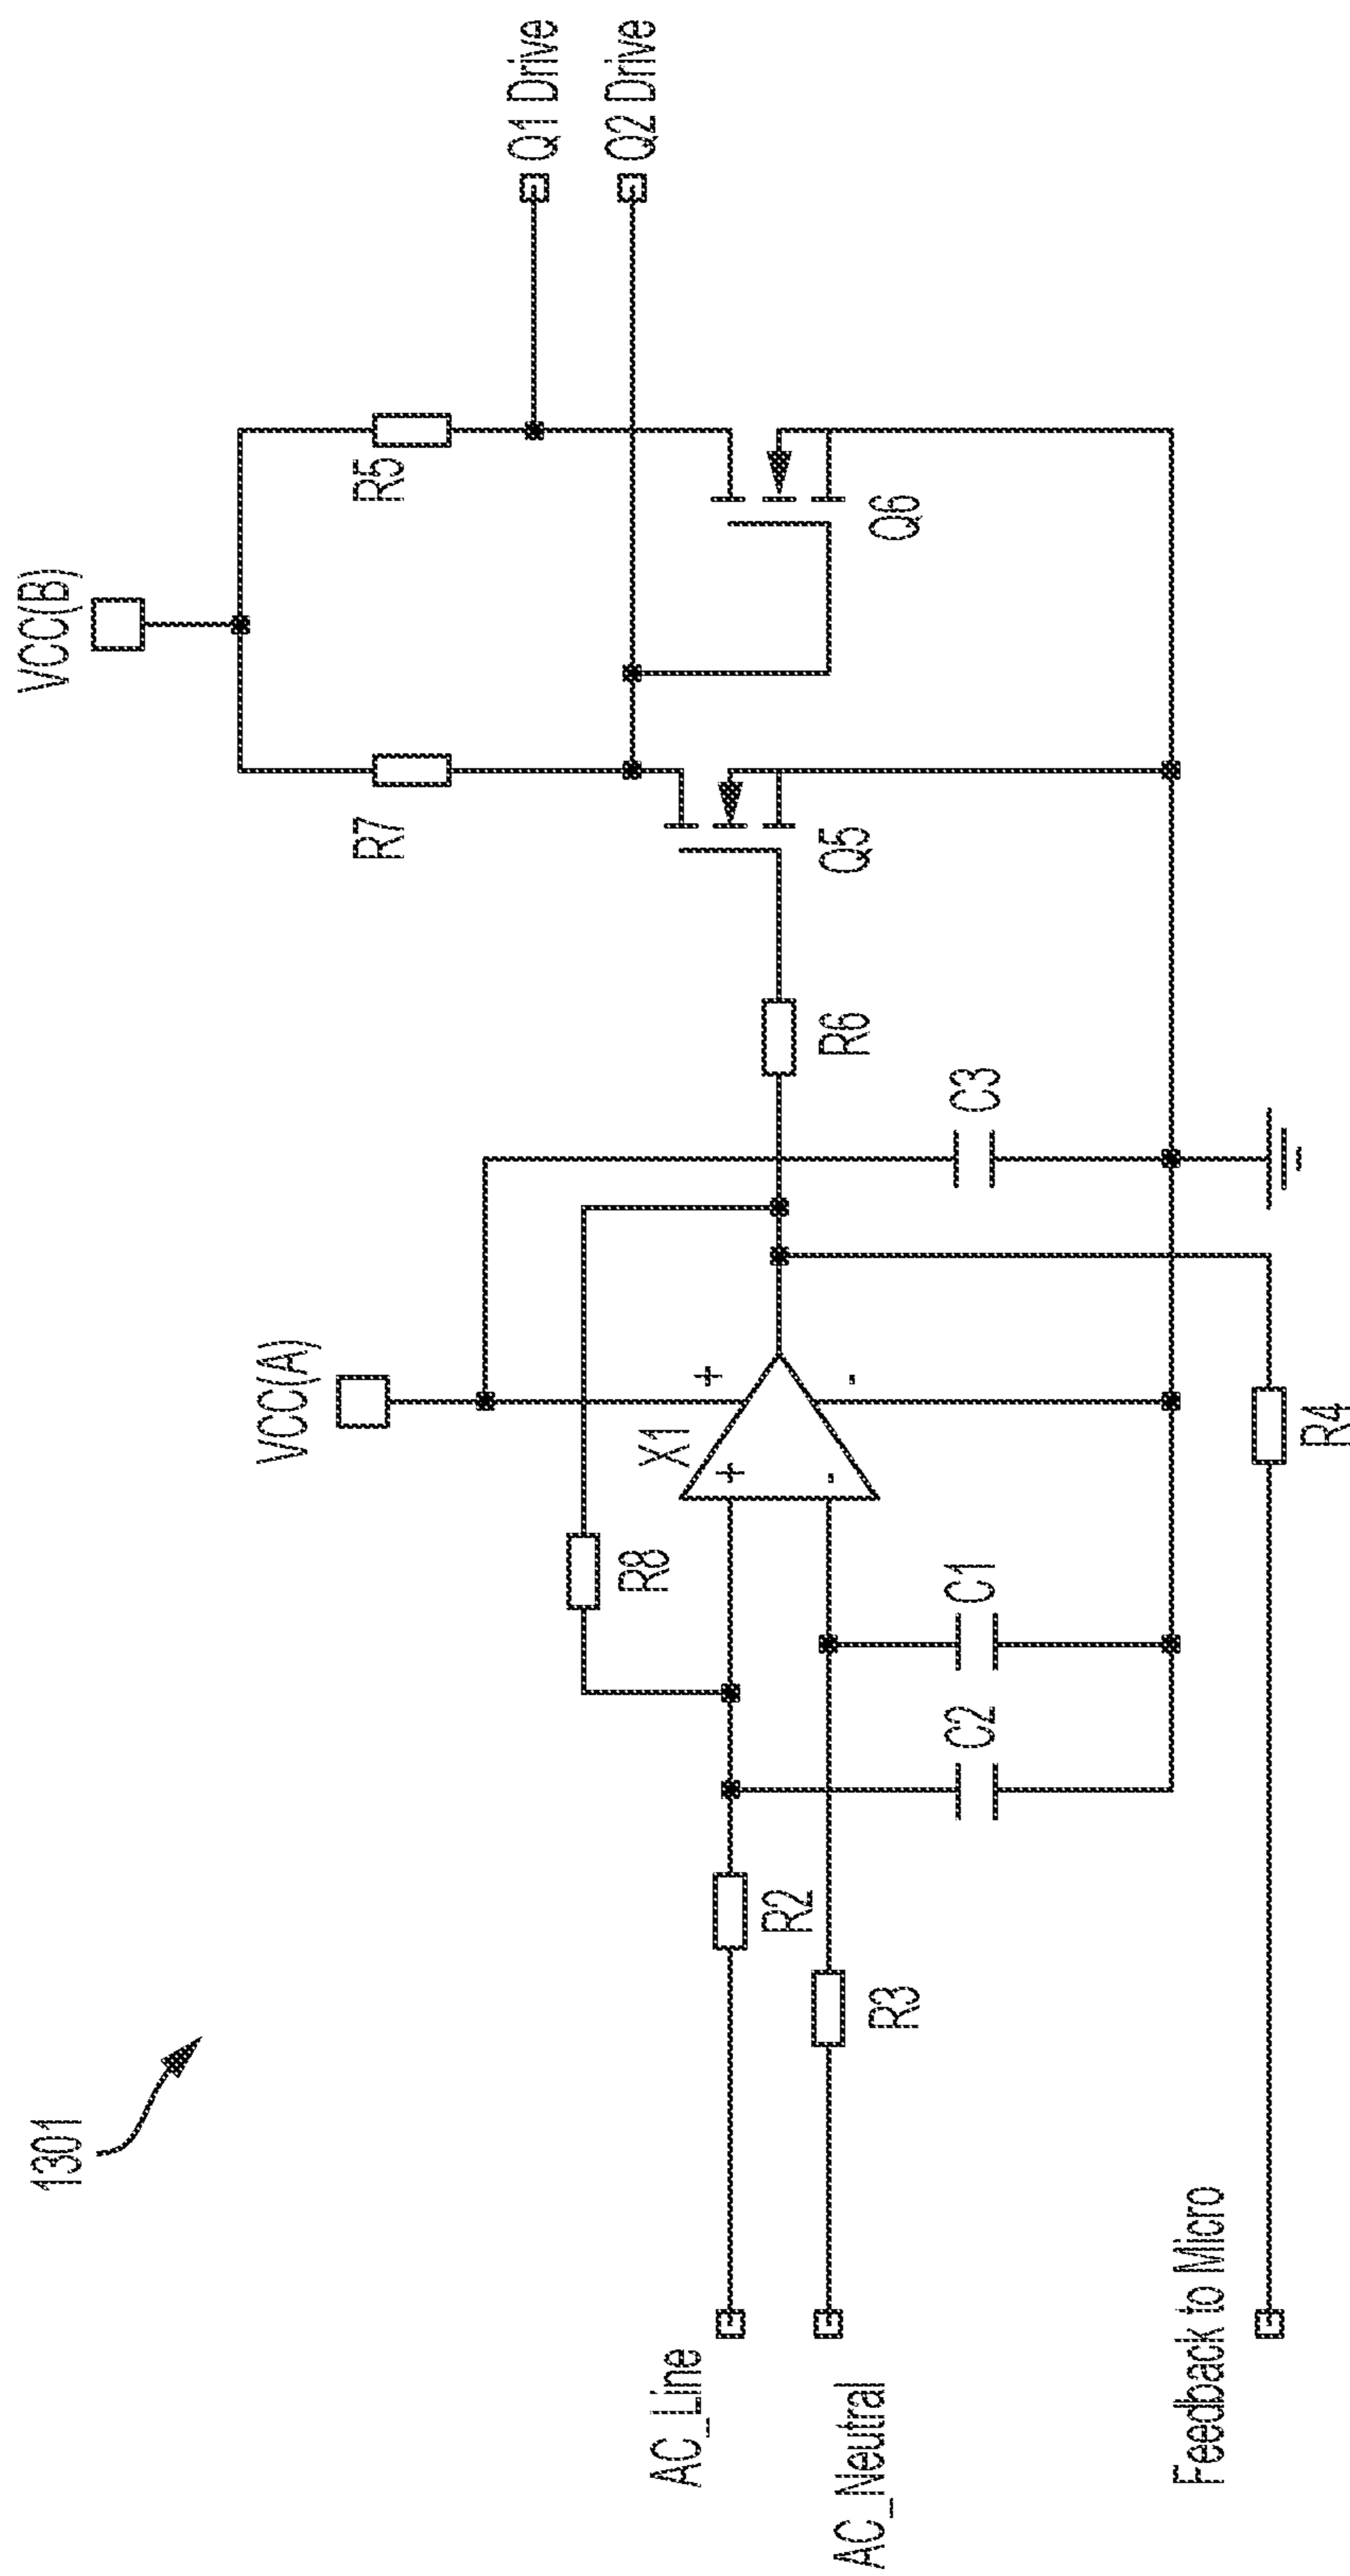 1301
VCC(B)
VCC(A)
R7
R5
Q1 Drive
Q2 Drive
R8
X1
+
-
+
-
Q5
Q6
R6
AC_Line
AC_Neutral
R2
R3
C2
C1
C3
Feedback to Micro
R4